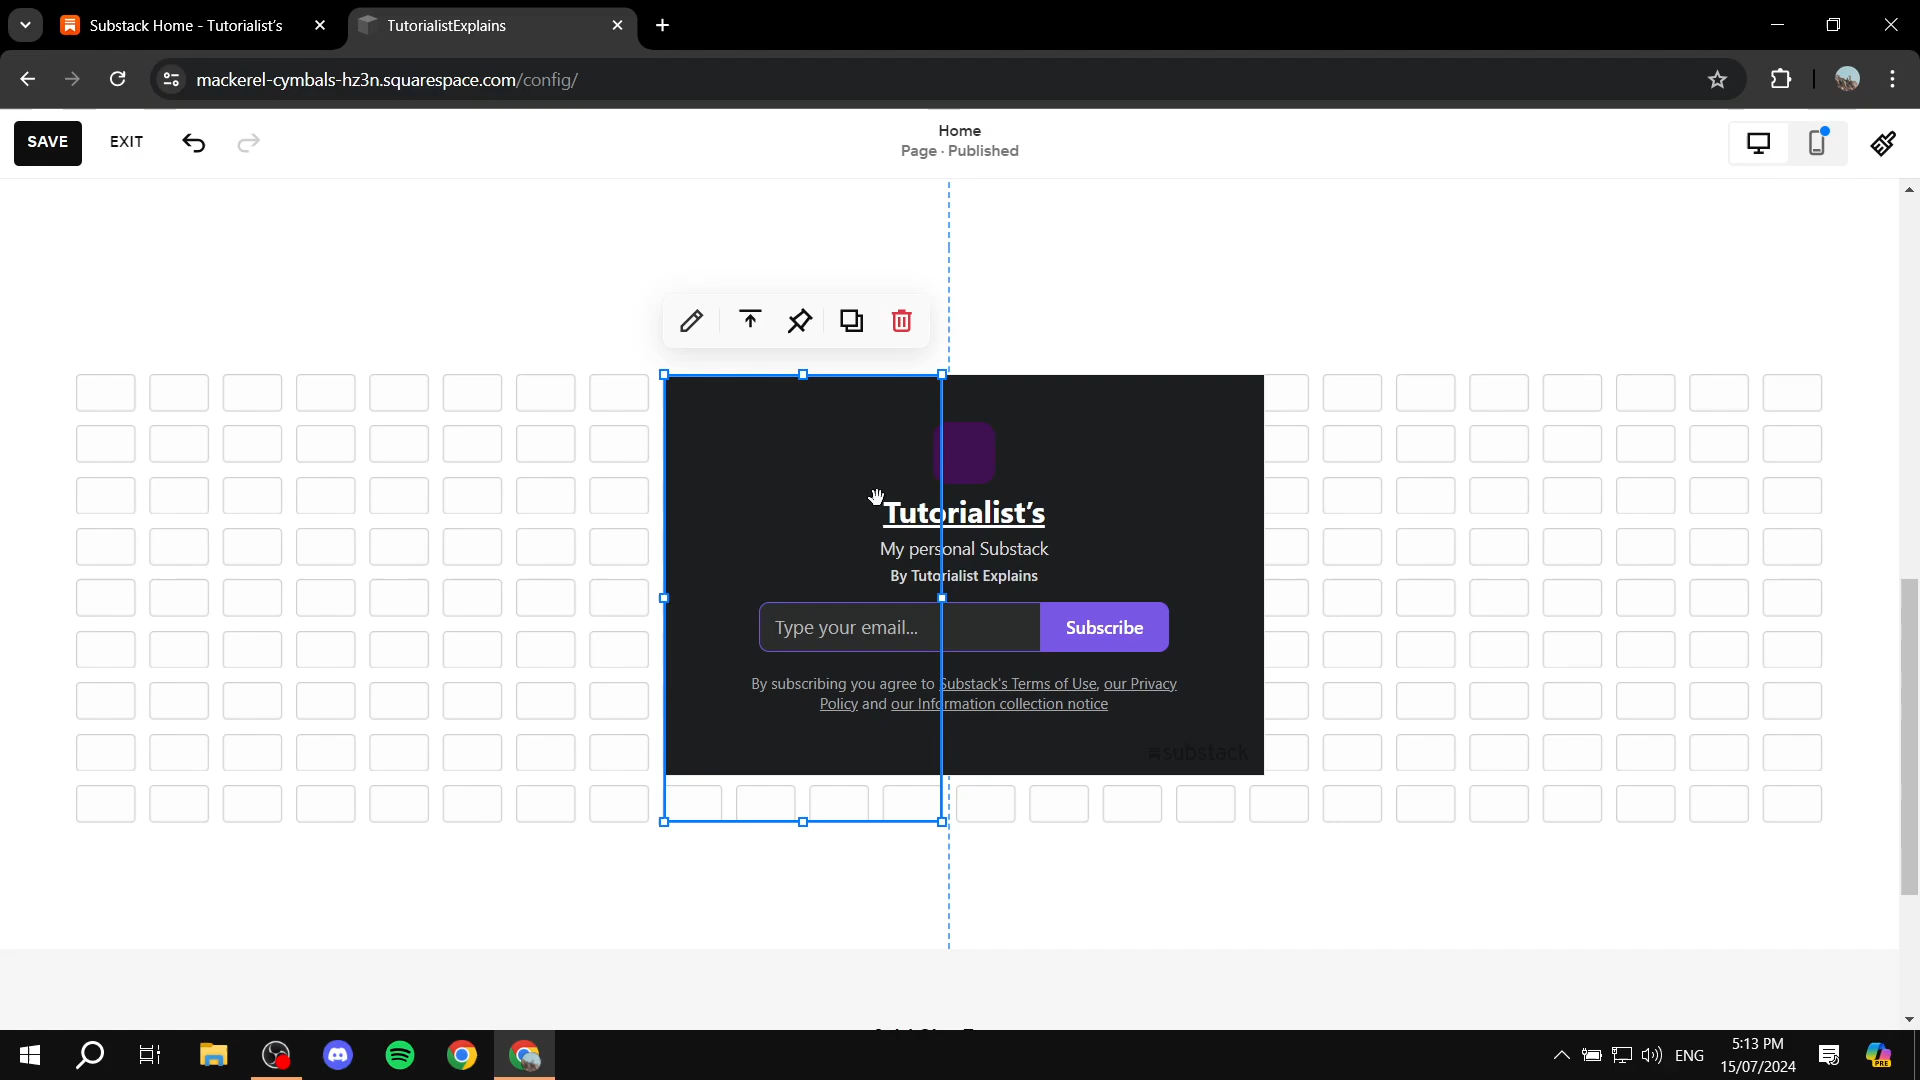 Substack Home - Tutorialist's
TutorialistExplains
mackerel-cymbals-hz3n.squarespace.com/config/
SAVE
EXIT
Home
Page · Published
Tutorialist's
My personal Substack
By Tutorialist Explains
Type your email...
Subscribe
By subscribing you agree to Substack's Terms of Use, our Privacy
Policy and our Information collection notice
substack
ENG
5:13 PM
15/07/2024
PRE